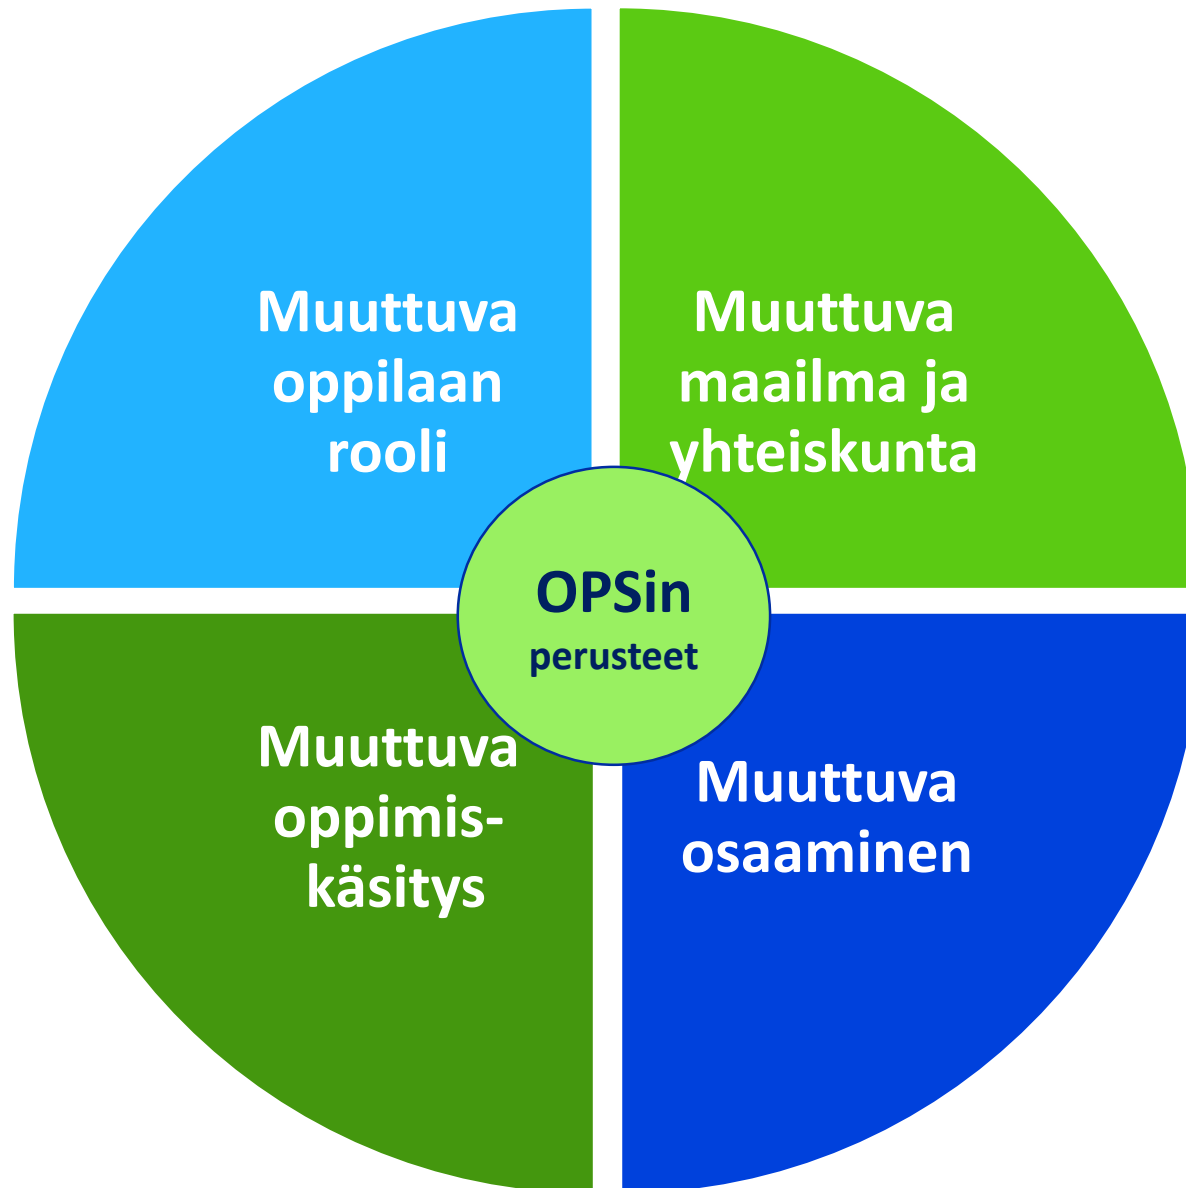 Muuttuva
oppilaan
rooli
Muuttuva
maailma ja
yhteiskunta
OPSin
perusteet
Muuttuva
oppimis-
käsitys
Muuttuva
osaaminen